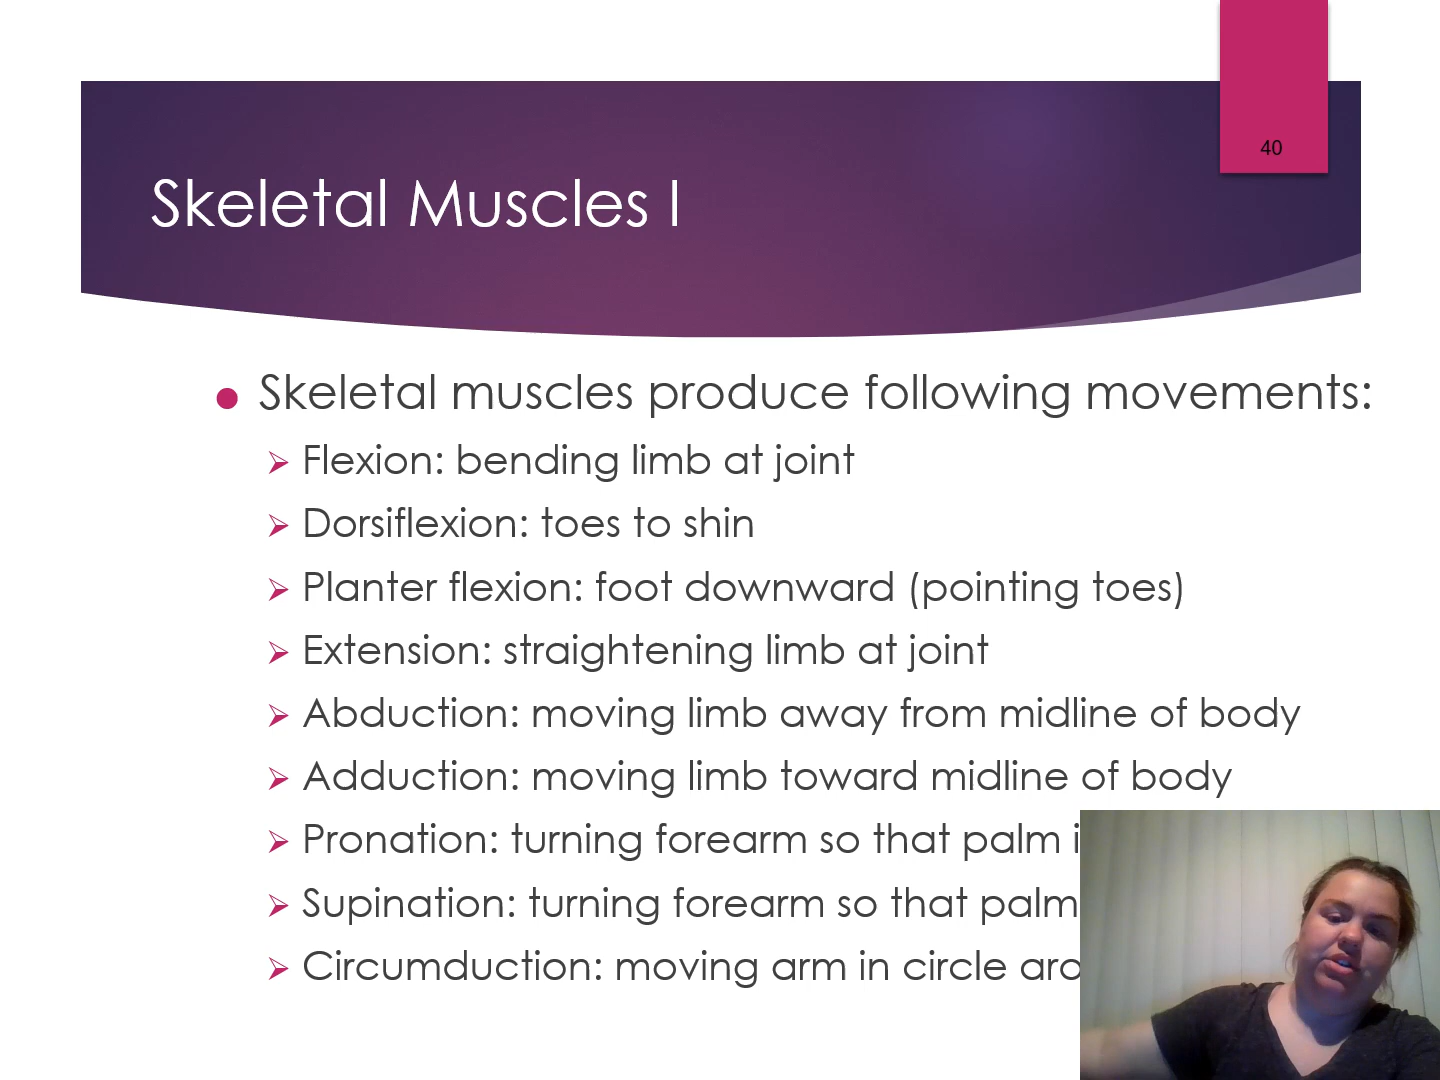 40
Skeletal Muscles I
Skeletal muscles produce following movements:
Flexion: bending limb at joint
Dorsiflexion: toes to shin
Planter flexion: foot downward (pointing toes)
Extension: straightening limb at joint
Abduction: moving limb away from midline of body
Adduction: moving limb toward midline of body
Pronation: turning forearm so that palm
Supination: turning forearm so that palm
Circumduction: moving arm in circle